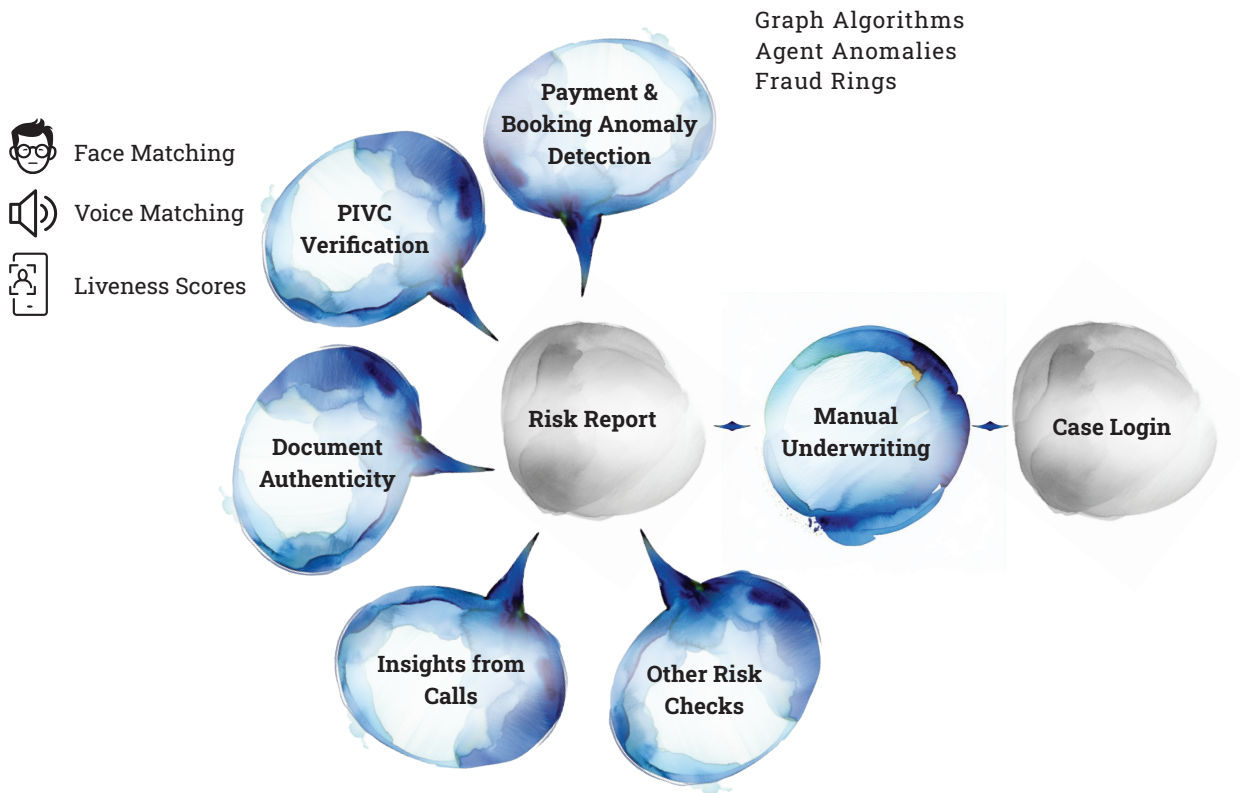 Graph Algorithms
Agent Anomalies
Fraud Rings
Payment &
Booking Anomaly
Detection
Face Matching
Voice Matching
Liveness Scores
PIVC
Verification
Document
Authenticity
Risk Report
Manual
Underwriting
Case Login
Insights from
Calls
Other Risk
Checks